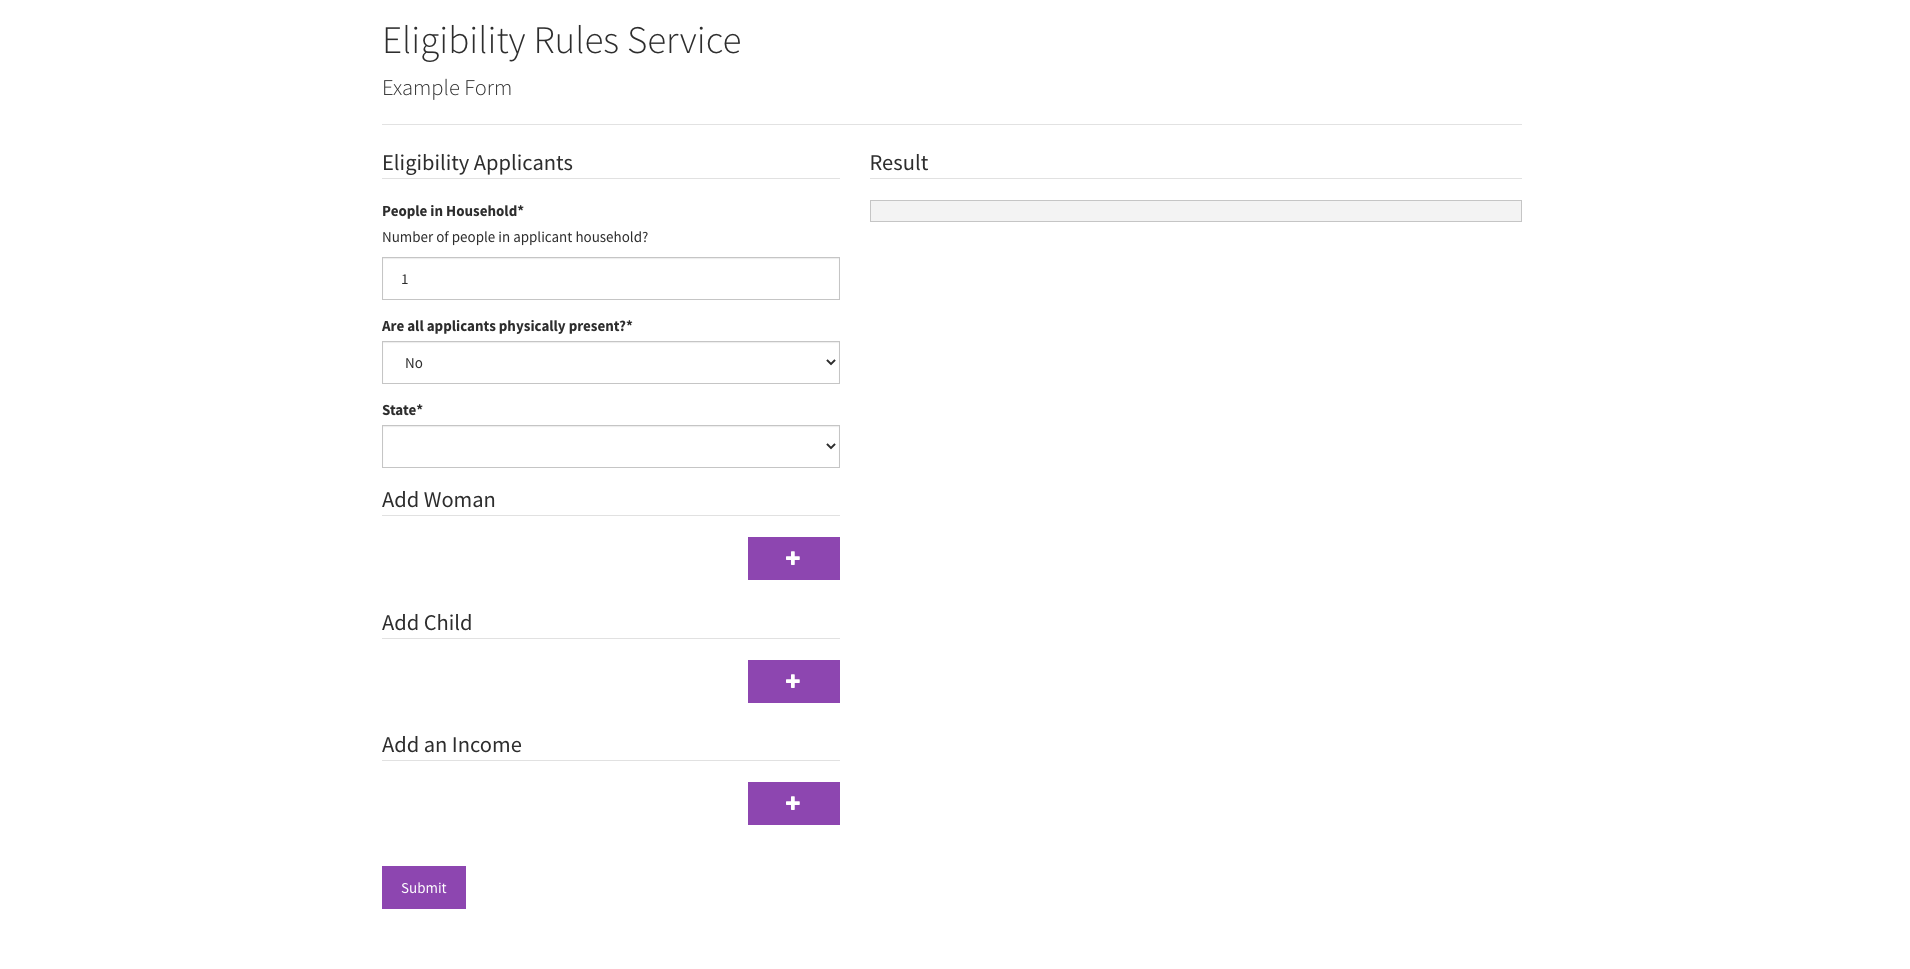 Eligibility Rules Service
Example Form
Eligibility Applicants
People in Household*
Number of people in applicant household?
1
Are all applicants physically present?*
No
State*
Add Woman
Add Child
Add an Income
Submit
Result